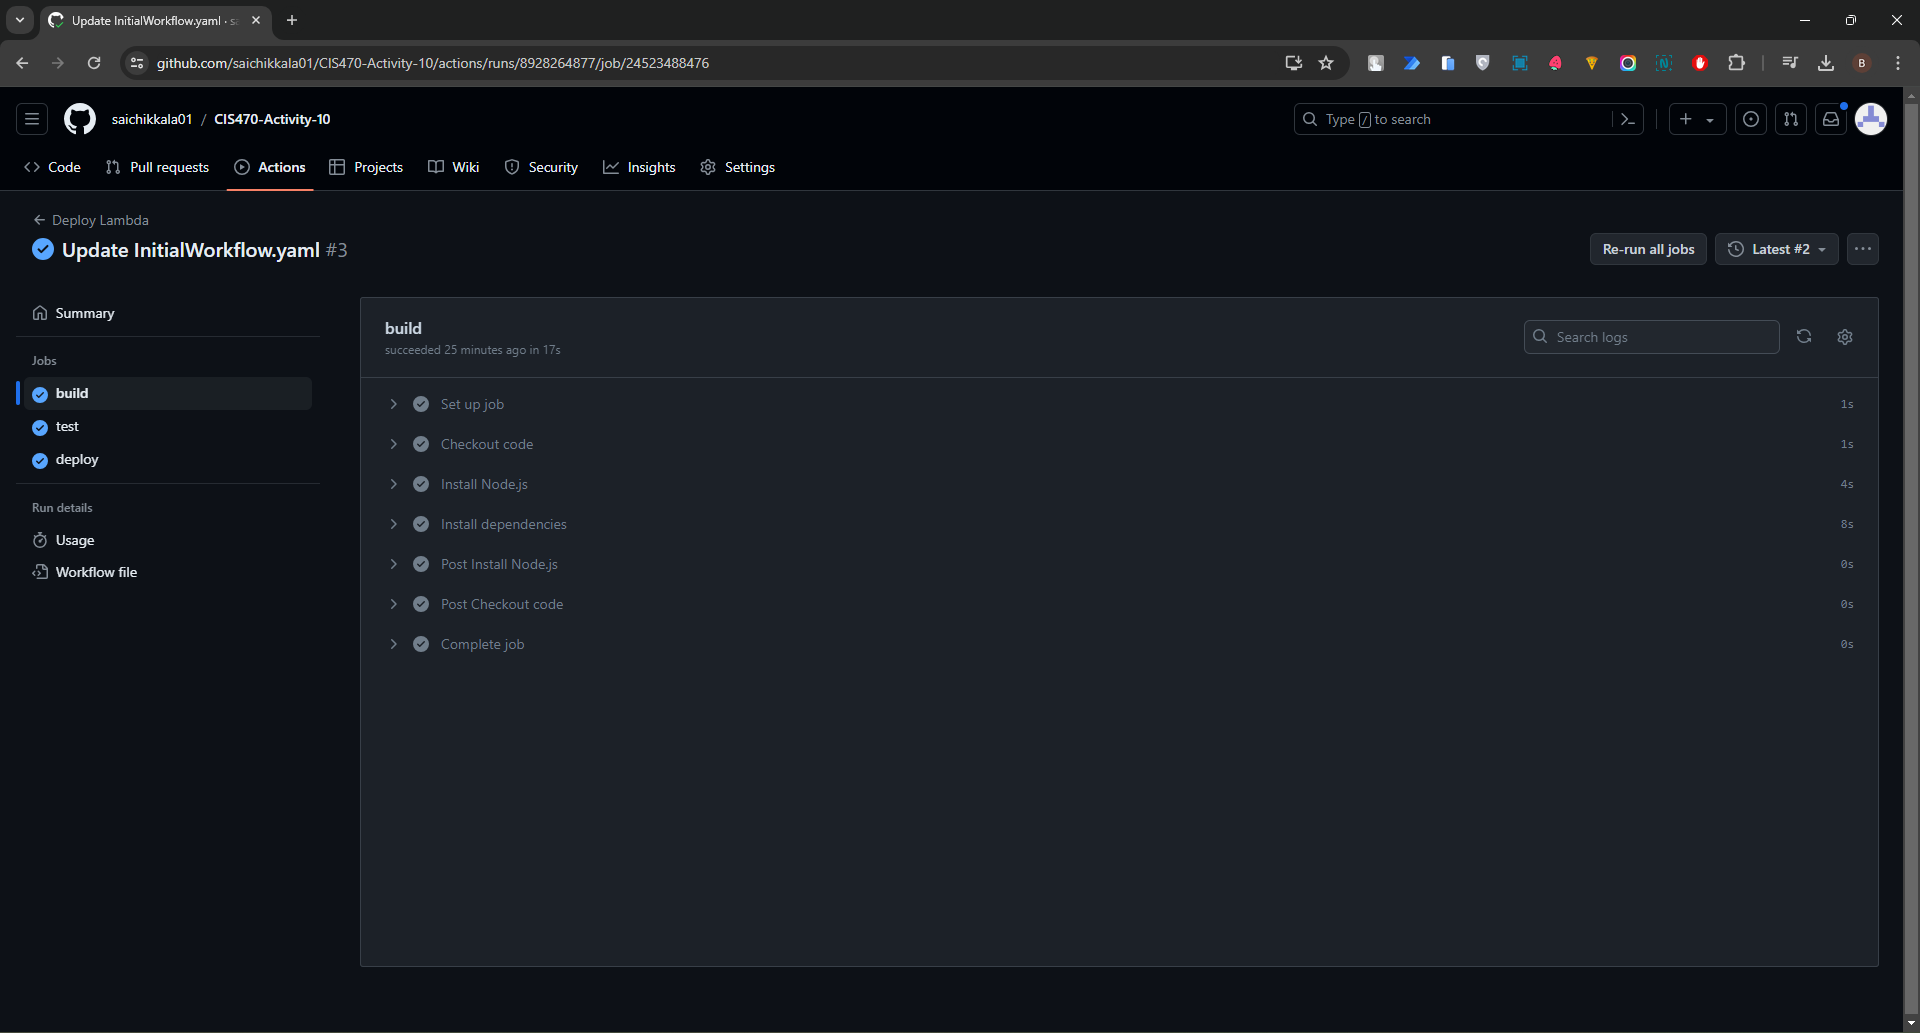 Update InitialWorkflow.yaml · s
github.com/saichikkala01/CIS470-Activity-10/actions/runs/8928264877/job/24523488476
B
saichikkala01 / CIS470-Activity-10
Type / to search
Code
Pull requests
Actions
Projects
Wiki
Security
Insights
Settings
Deploy Lambda
Update InitialWorkflow.yaml #3
Re-run all jobs
Latest #2
Summary
Jobs
build
test
deploy
Run details
Usage
Workflow file
build
succeeded 25 minutes ago in 17s
Search logs
Set up job 1s
Checkout code 1s
Install Node.js 4s
Install dependencies 8s
Post Install Node.js 0s
Post Checkout code 0s
Complete job 0s